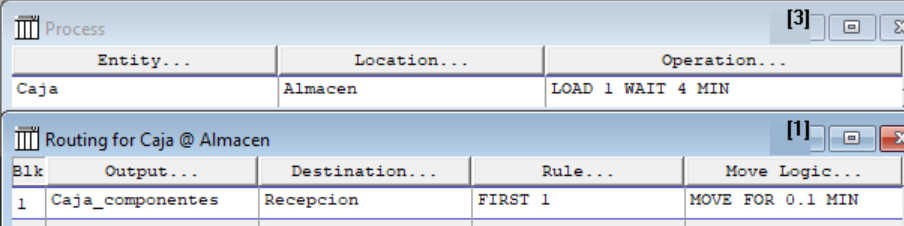 Process [3]
Entity... Location... Operation...
Caja Almacen LOAD 1 WAIT 4 MIN
Routing for Caja @ Almacen [1]
Blk Output... Destination... Rule... Move Logic...
1 Caja_componentes Recepcion FIRST 1 MOVE FOR 0.1 MIN